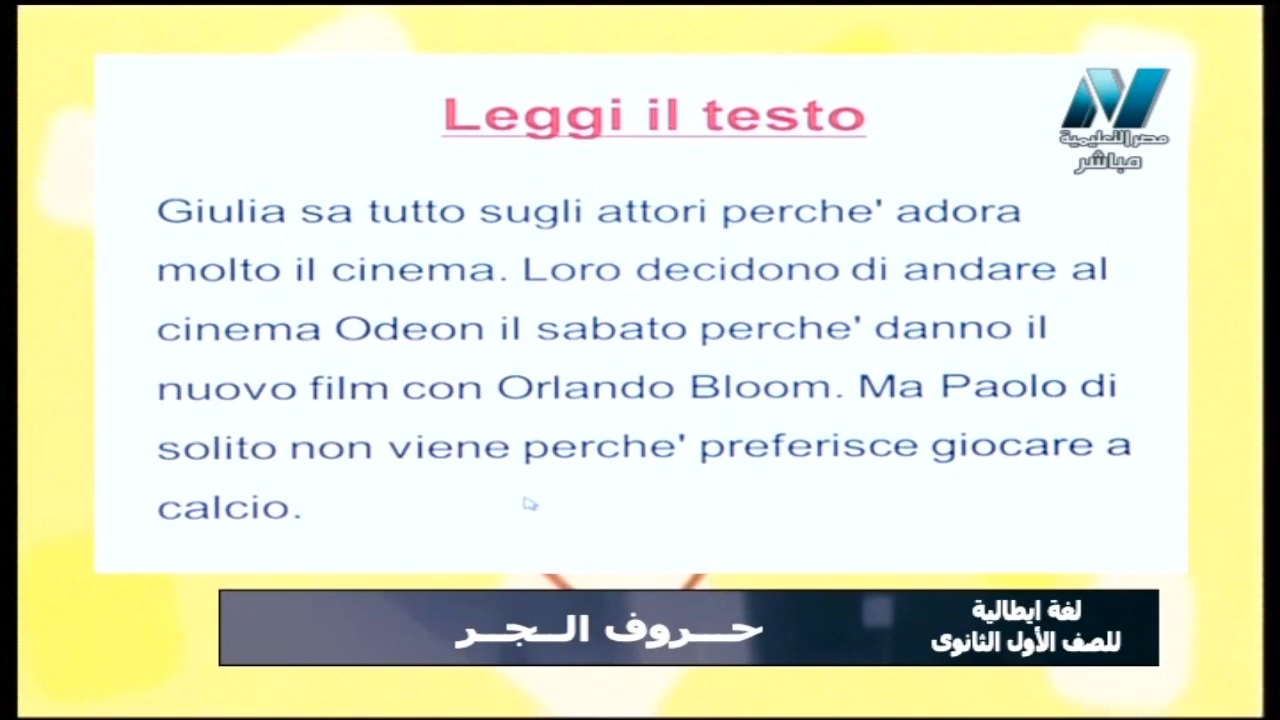 Leggi il testo
مصر التعليمية
مباشر
Giulia sa tutto sugli attori perche' adora
molto il cinema. Loro decidono di andare al
cinema Odeon il sabato perche' danno il
nuovo film con Orlando Bloom. Ma Paolo di
solito non viene perche' preferisce giocare a
calcio.
لغة إيطالية
للصف الأول الثانوى
حـــروف الــجــر